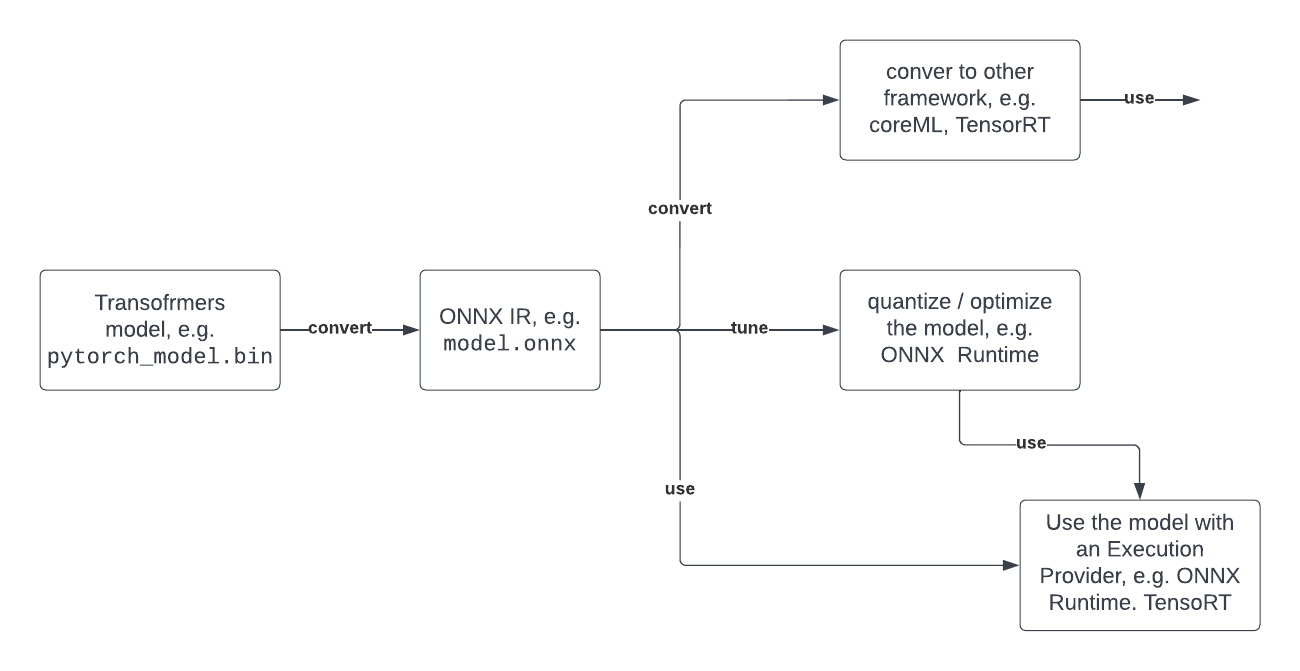 conver to other
framework, e.g.
coreML, TensorRT
use
convert
Transofrmers
model, e.g.
pytorch_model.bin
convert
ONNX IR, e.g.
model.onnx
tune
quantize / optimize
the model, e.g.
ONNX  Runtime
use
use
Use the model with
an Execution
Provider, e.g. ONNX
Runtime. TensoRT